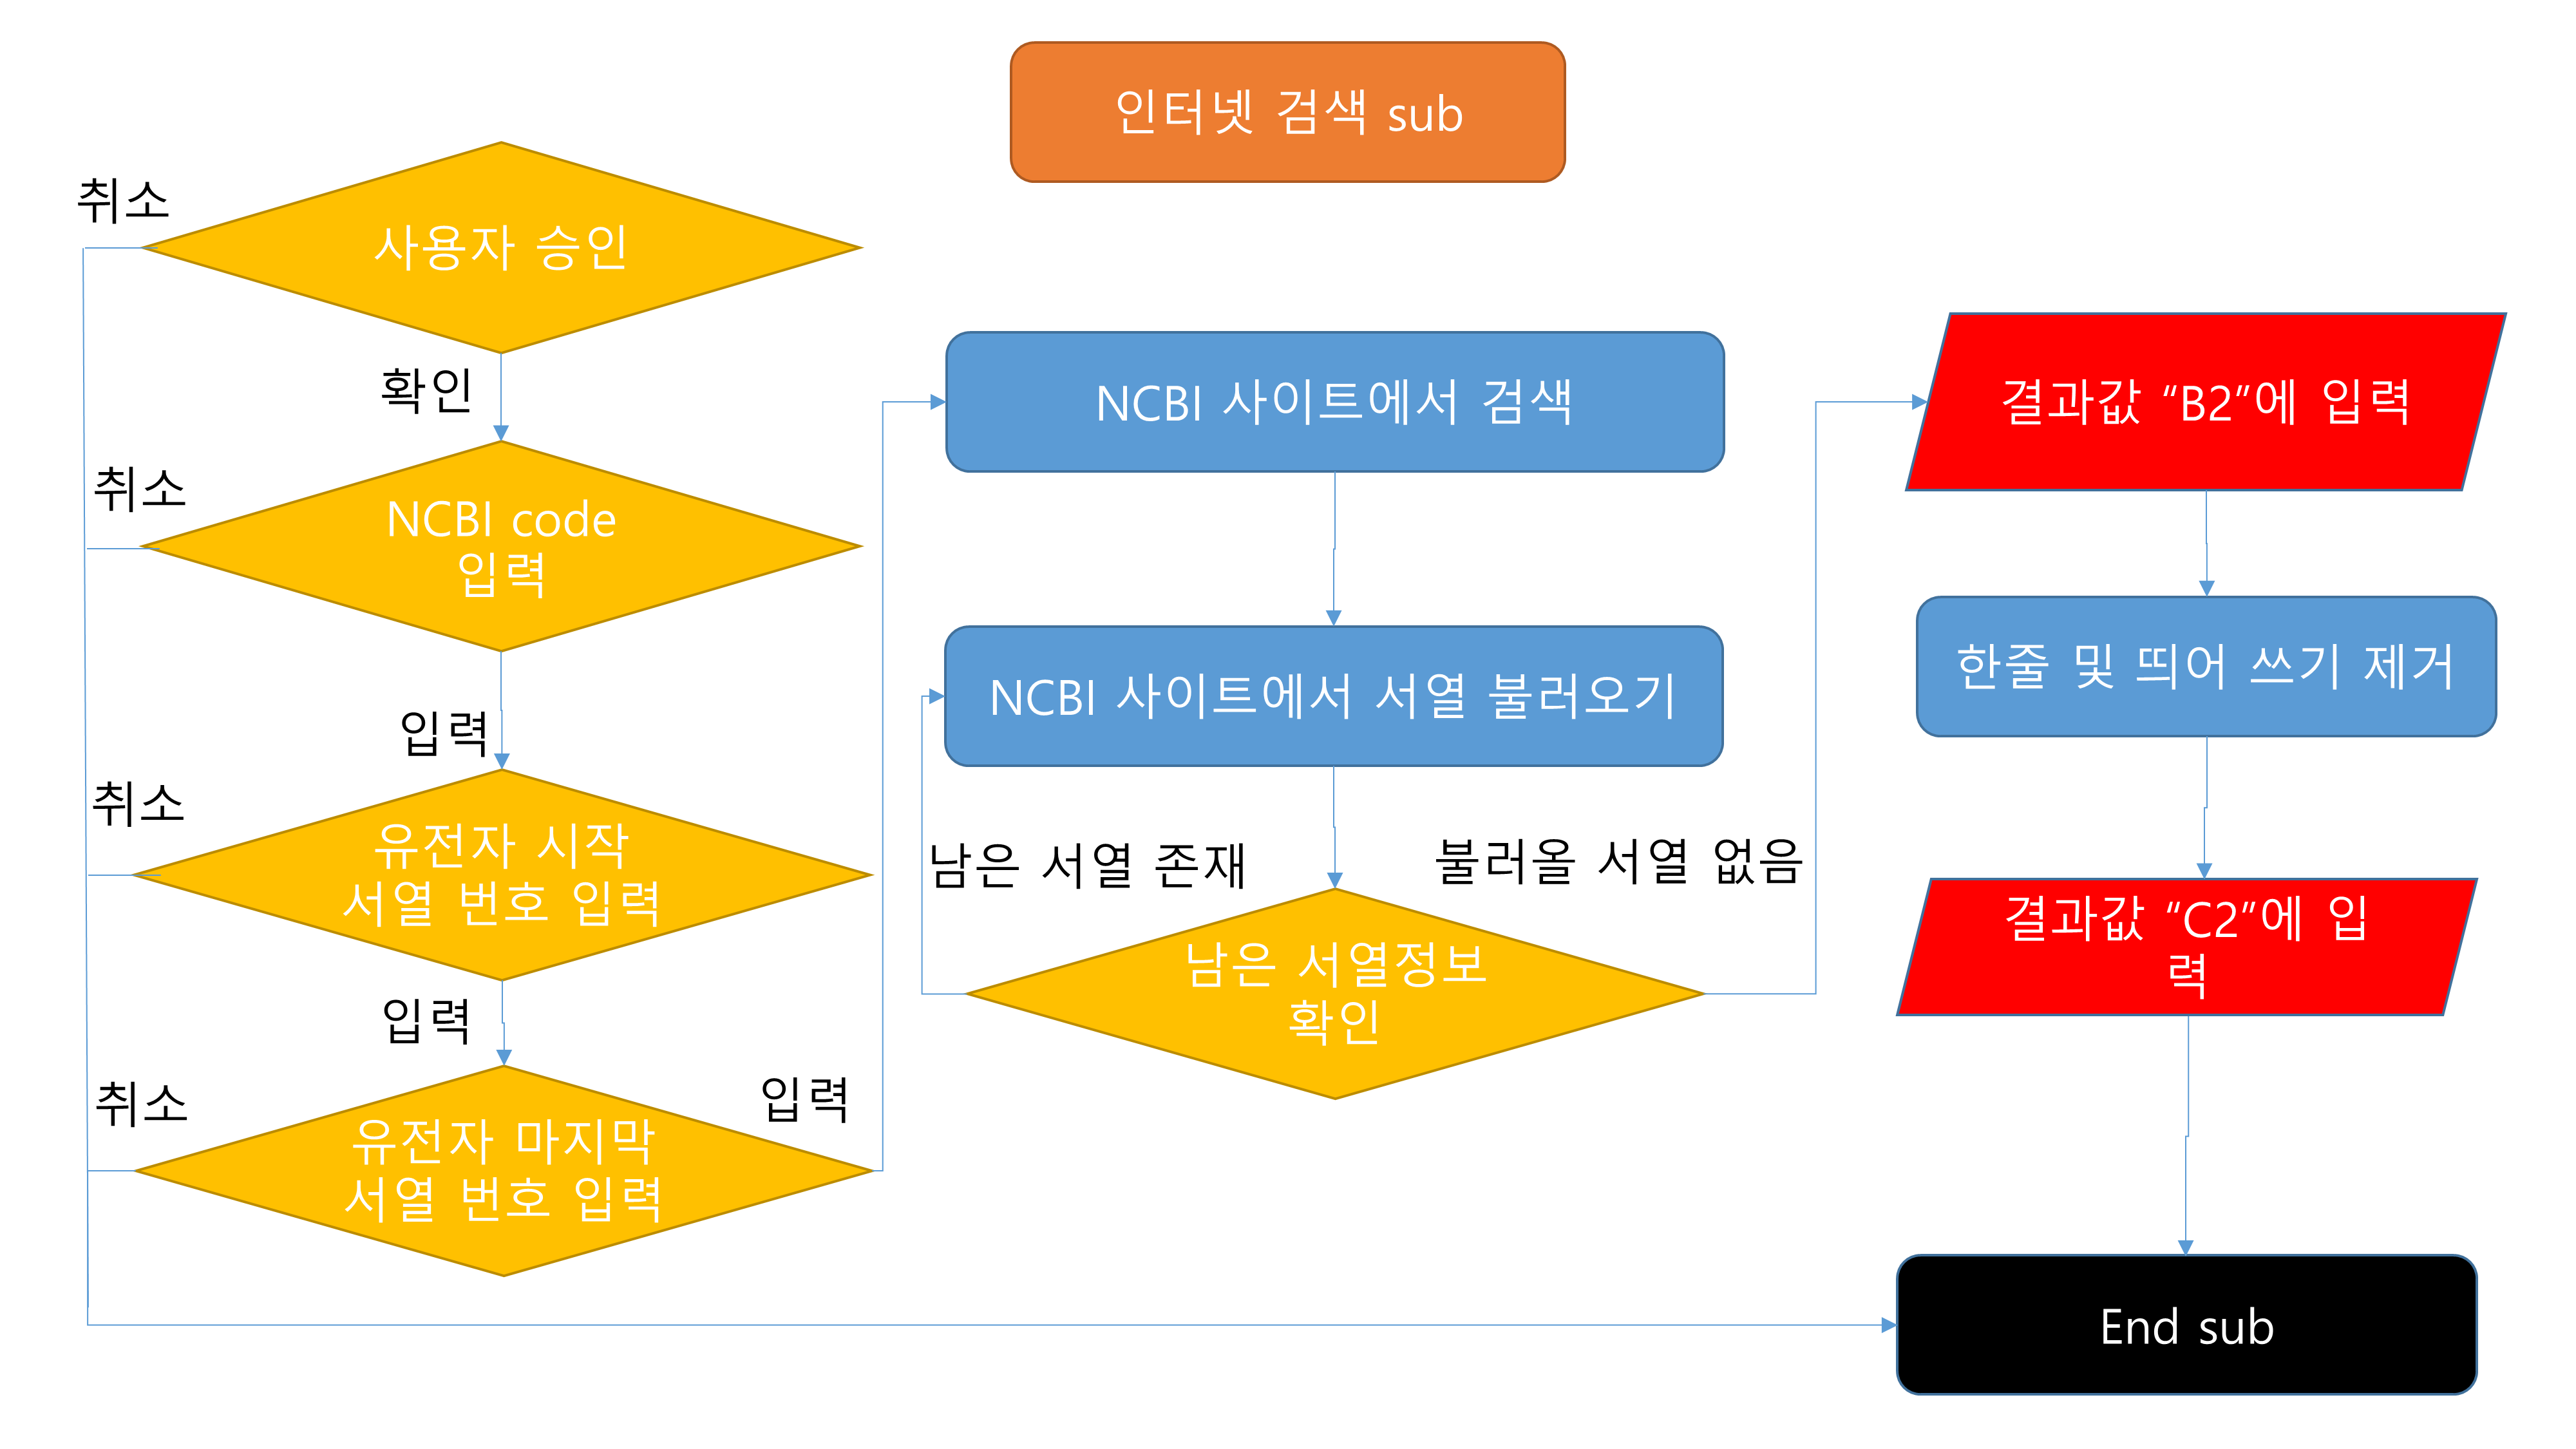 인터넷 검색 sub
취소
사용자 승인
확인
취소
NCBI code
입력
입력
취소
유전자 시작
서열 번호 입력
입력
취소
유전자 마지막
서열 번호 입력
입력
NCBI 사이트에서 검색
NCBI 사이트에서 서열 불러오기
남은 서열 존재
불러올 서열 없음
남은 서열정보
확인
결과값 “B2”에 입력
한줄 및 띄어 쓰기 제거
결과값 “C2”에 입
력
End sub